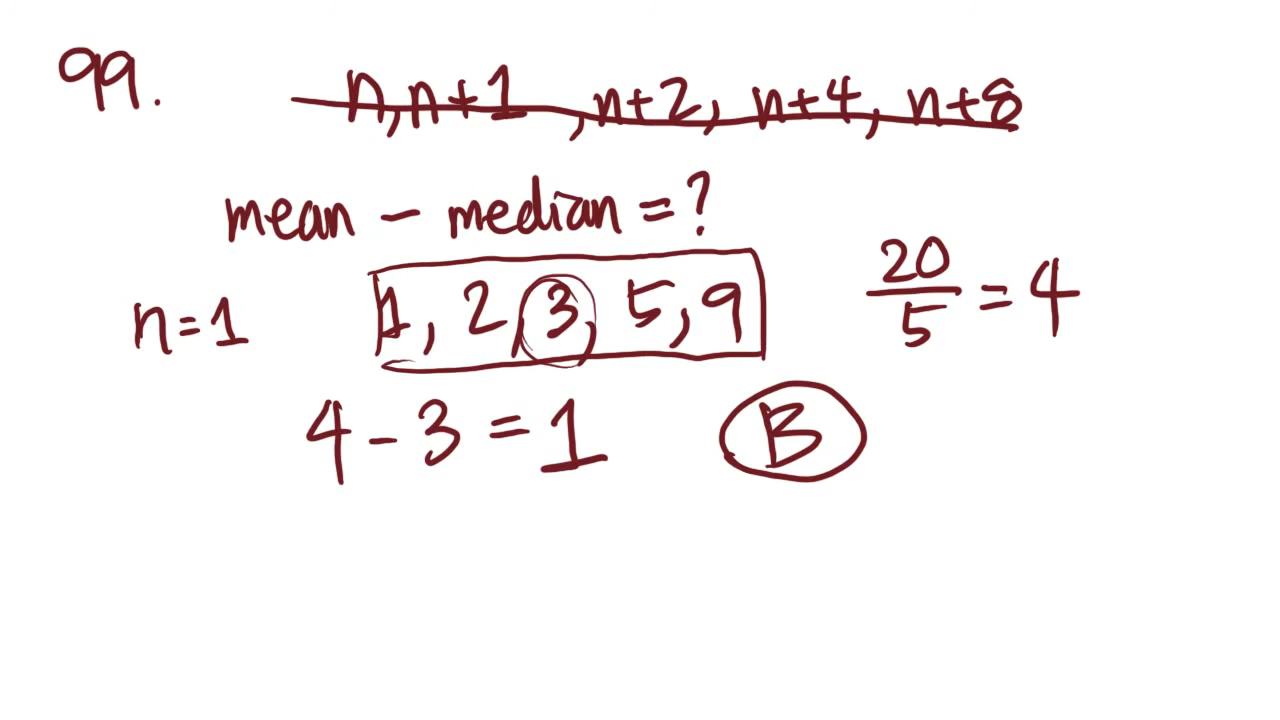 99. n, n+1, n+2, n+4, n+8
mean - median = ?
n=1 1, 2, 3, 5, 9 20/5 = 4
4 - 3 = 1 B